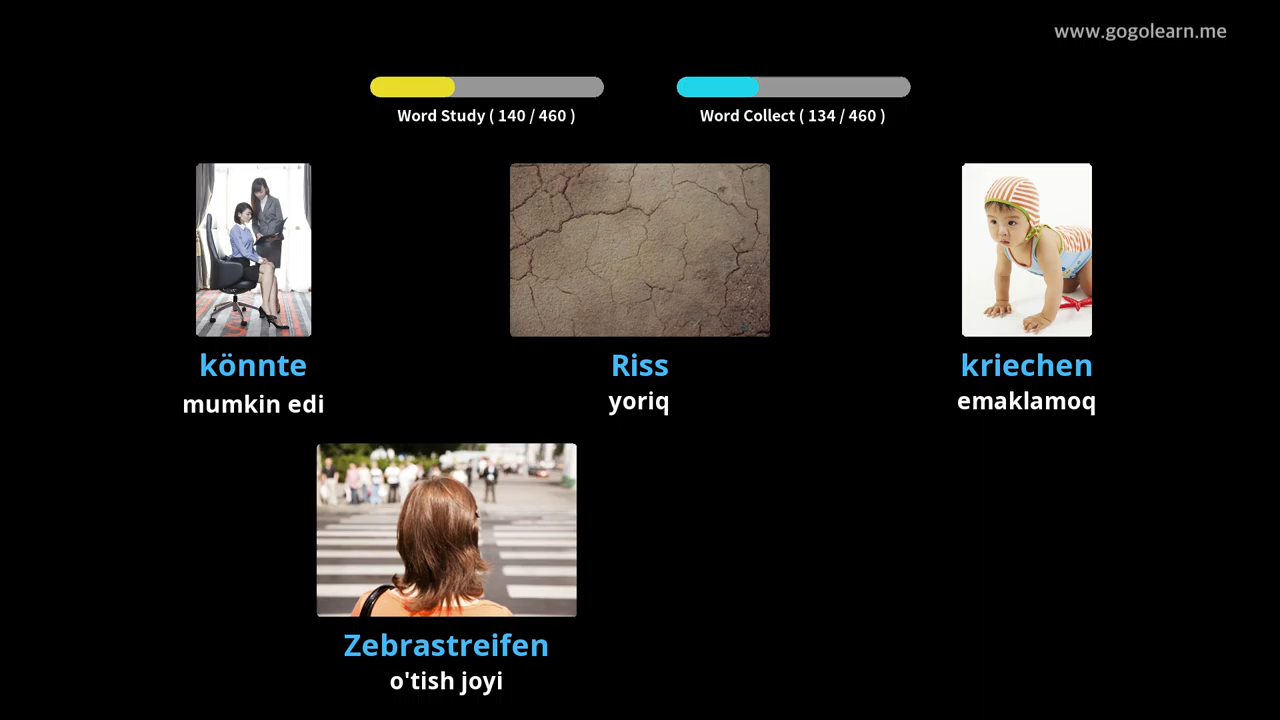 www.gogolearn.me
Word Study ( 140 / 460 )
Word Collect ( 134 / 460 )
könnte
mumkin edi
Riss
yoriq
kriechen
emaklamoq
Zebrastreifen
o'tish joyi